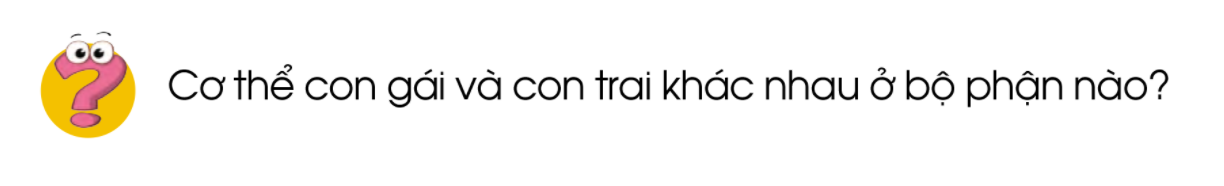 Cơ thể con gái và con trai khác nhau ở bộ phận nào?